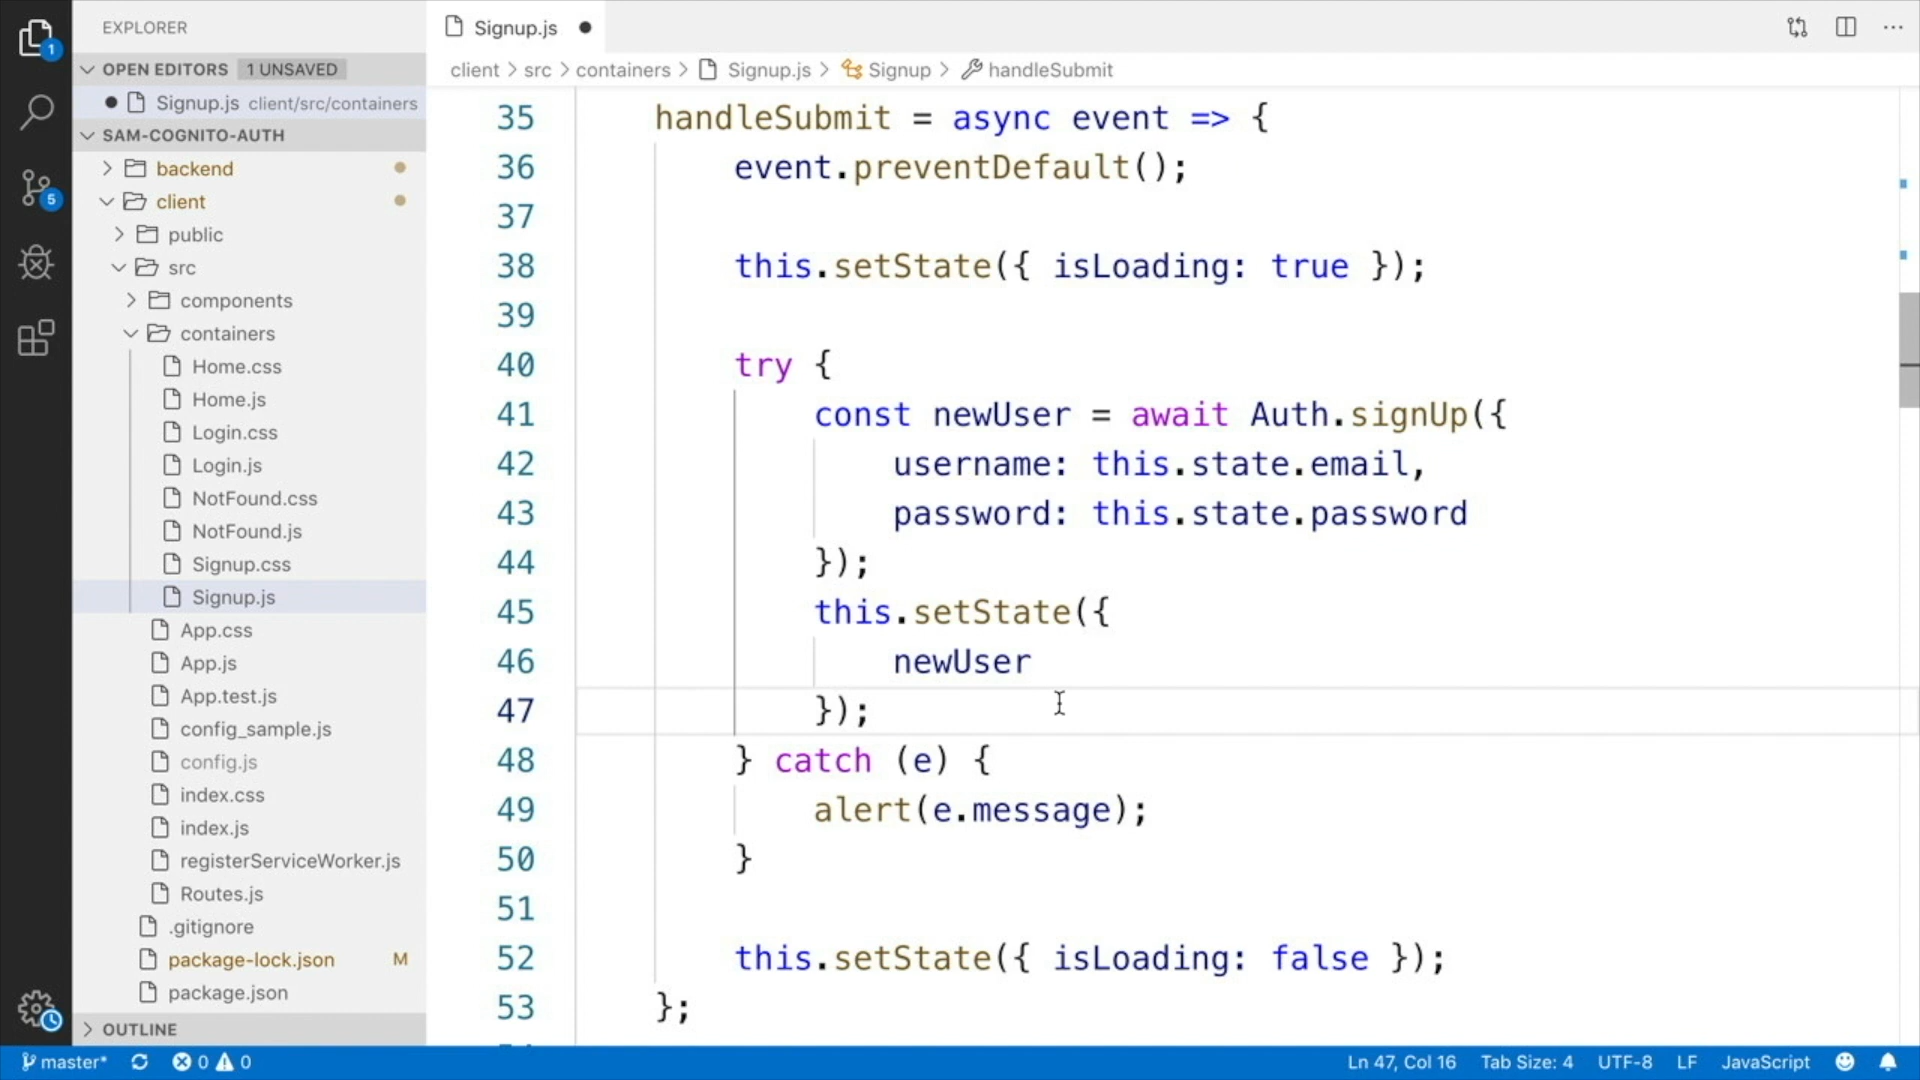 EXPLORER
OPEN EDITORS 1 UNSAVED
Signup.js client/src/containers
SAM-COGNITO-AUTH
backend
client
public
src
components
containers
Home.css
Home.js
Login.css
Login.js
NotFound.css
NotFound.js
Signup.css
Signup.js
App.css
App.js
App.test.js
config_sample.js
config.js
index.css
index.js
registerServiceWorker.js
Routes.js
.gitignore
package-lock.json M
package.json
OUTLINE
1
5
Signup.js
client > src > containers > Signup.js > Signup > handleSubmit
35 handleSubmit = async event => {
36 event.preventDefault();
37
38 this.setState({ isLoading: true });
39
40 try {
41 const newUser = await Auth.signUp({
42 username: this.state.email,
43 password: this.state.password
44 });
45 this.setState({
46 newUser
47 });
48 } catch (e) {
49 alert(e.message);
50 }
51
52 this.setState({ isLoading: false });
53 };
master* 0 0 Ln 47, Col 16 Tab Size: 4 UTF-8 LF JavaScript